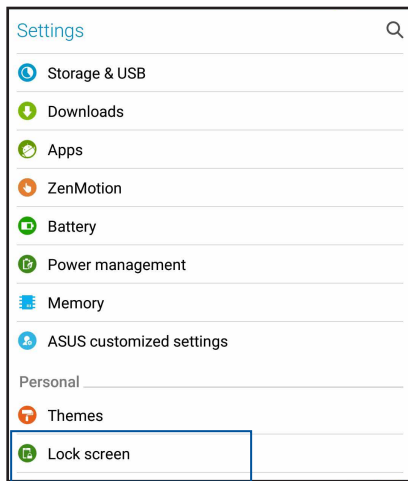 Settings
Storage & USB
Downloads
Apps
ZenMotion
Battery
Power management
Memory
ASUS customized settings
Personal
Themes
Lock screen